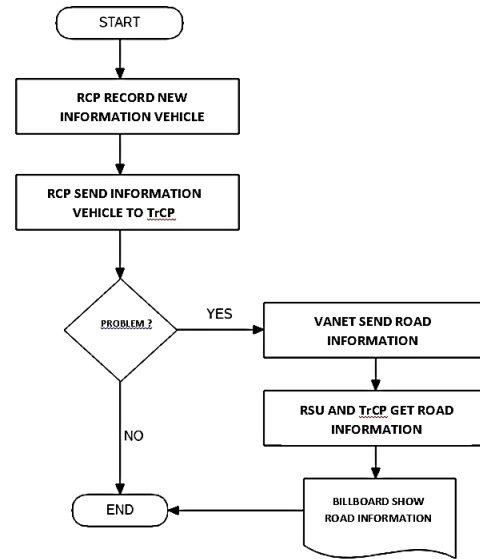 START
RCP RECORD NEW
INFORMATION VEHICLE
RCP SEND INFORMATION
VEHICLE TO TrCP
PROBLEM ?
YES
VANET SEND ROAD
INFORMATION
RSU AND TrCP GET ROAD
INFORMATION
NO
BILLBOARD SHOW
ROAD INFORMATION
END